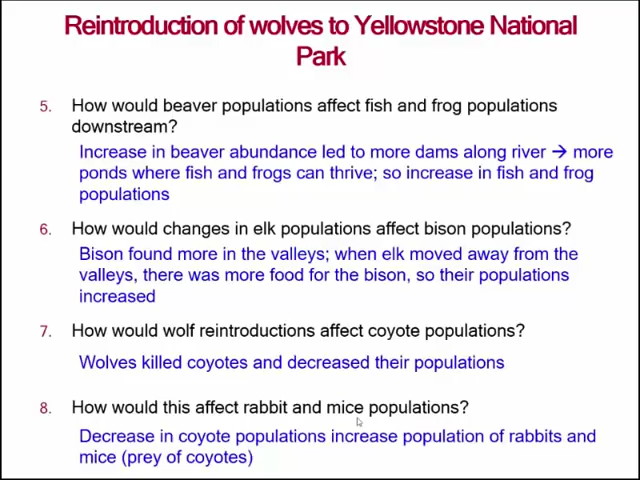 Reintroduction of wolves to Yellowstone National
Park
5. How would beaver populations affect fish and frog populations
downstream?
Increase in beaver abundance led to more dams along river → more
ponds where fish and frogs can thrive; so increase in fish and frog
populations
6. How would changes in elk populations affect bison populations?
Bison found more in the valleys; when elk moved away from the
valleys, there was more food for the bison, so their populations
increased
7. How would wolf reintroductions affect coyote populations?
Wolves killed coyotes and decreased their populations
8. How would this affect rabbit and mice populations?
Decrease in coyote populations increase population of rabbits and
mice (prey of coyotes)